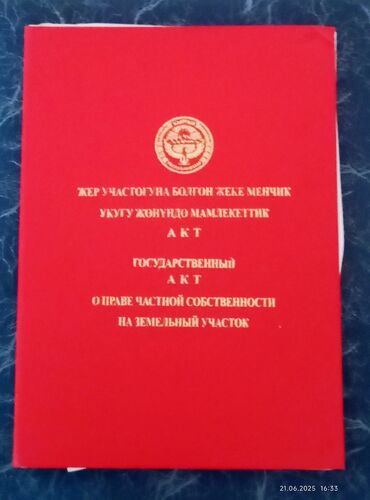 ЖЕР УЧАСТОГУНА БОЛГОН ЖЕКЕ МЕНЧИК
УКУГУ ЖӨНҮНДӨ МАМЛЕКЕТТИК
АКТ
ГОСУДАРСТВЕННЫЙ
АКТ
О ПРАВЕ ЧАСТНОЙ СОБСТВЕННОСТИ
НА ЗЕМЕЛЬНЫЙ УЧАСТОК
21.06.2025 16:33